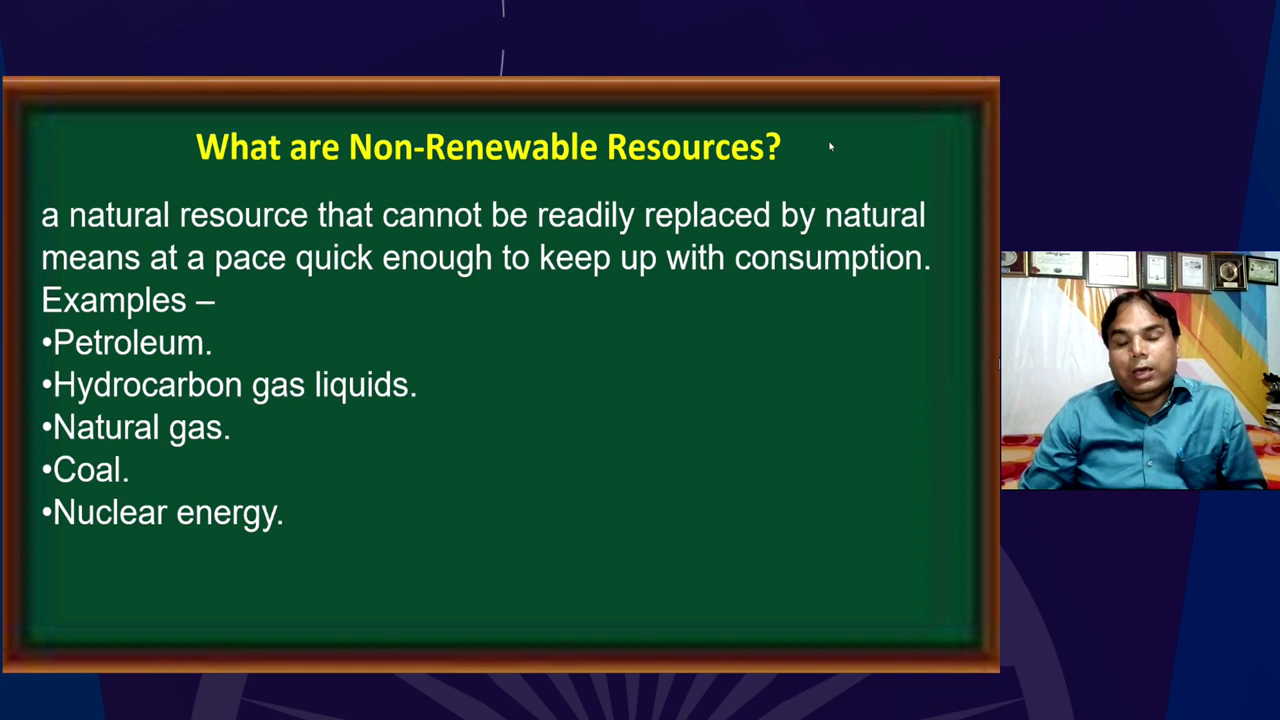 What are Non-Renewable Resources?
a natural resource that cannot be readily replaced by natural
means at a pace quick enough to keep up with consumption.
Examples –
•Petroleum.
•Hydrocarbon gas liquids.
•Natural gas.
•Coal.
•Nuclear energy.